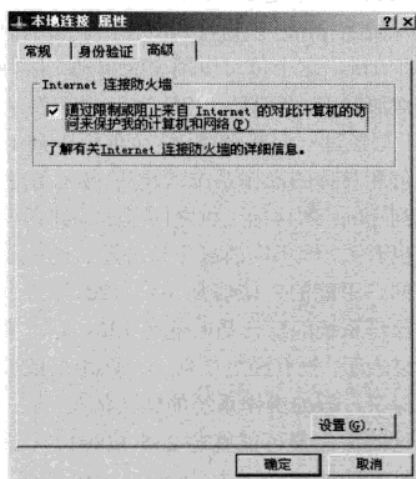 本地连接 属性
常规 身份验证 高级
Internet 连接防火墙
通过限制或阻止来自 Internet 的对此计算机的访
问来保护我的计算机和网络(P)
了解有关Internet 连接防火墙的详细信息。
设置(G)...
确定 取消